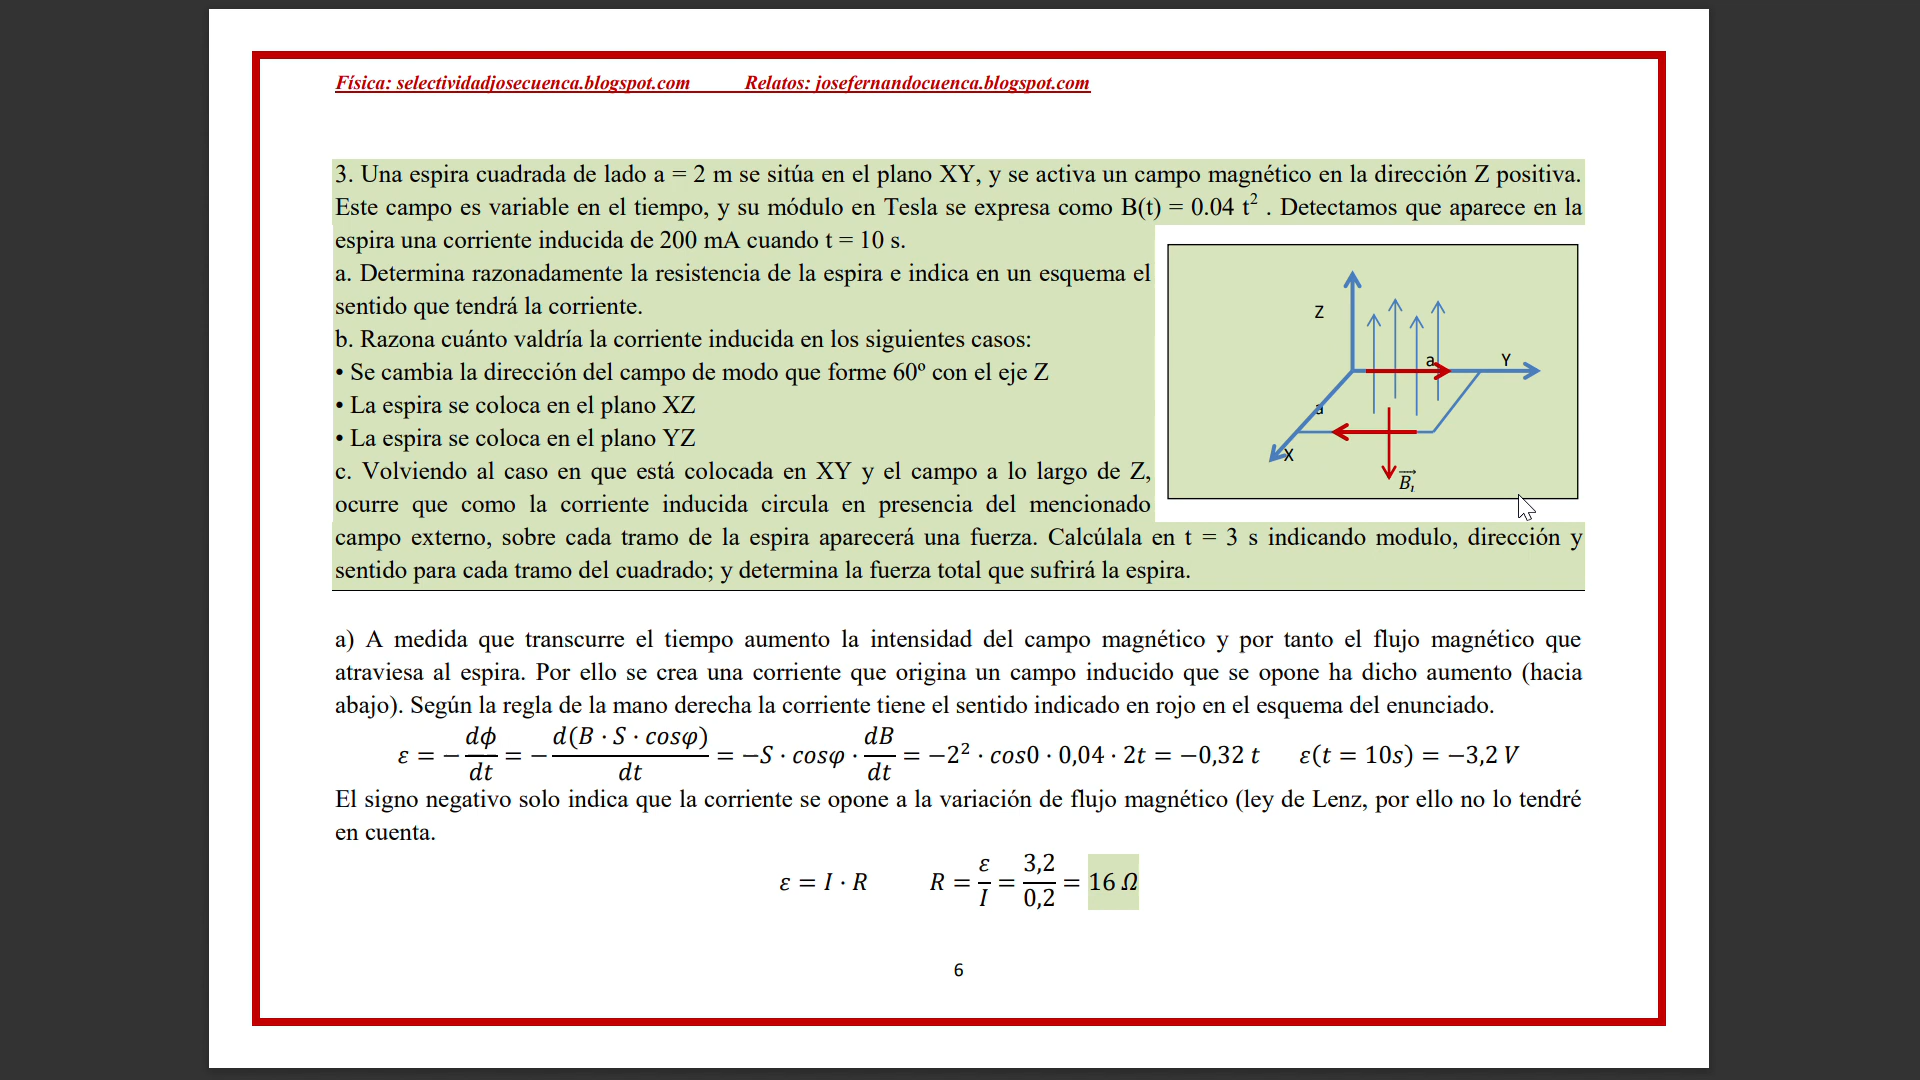 Física: selectividadjosecuenca.blogspot.com Relatos: josefernandocuenca.blogspot.com
3. Una espira cuadrada de lado a = 2 m se sitúa en el plano XY, y se activa un campo magnético en la dirección Z positiva.
Este campo es variable en el tiempo, y su módulo en Tesla se expresa como B(t) = 0.04 t² . Detectamos que aparece en la
espira una corriente inducida de 200 mA cuando t = 10 s.
a. Determina razonadamente la resistencia de la espira e indica en un esquema el
sentido que tendrá la corriente.
b. Razona cuánto valdría la corriente inducida en los siguientes casos:
• Se cambia la dirección del campo de modo que forme 60º con el eje Z
• La espira se coloca en el plano XZ
• La espira se coloca en el plano YZ
c. Volviendo al caso en que está colocada en XY y el campo a lo largo de Z,
ocurre que como la corriente inducida circula en presencia del mencionado
campo externo, sobre cada tramo de la espira aparecerá una fuerza. Calcúlala en t = 3 s indicando modulo, dirección y
sentido para cada tramo del cuadrado; y determina la fuerza total que sufrirá la espira.
Z
a
Y
a
X
B⃗ᵢ
a) A medida que transcurre el tiempo aumento la intensidad del campo magnético y por tanto el flujo magnético que
atraviesa al espira. Por ello se crea una corriente que origina un campo inducido que se opone ha dicho aumento (hacia
abajo). Según la regla de la mano derecha la corriente tiene el sentido indicado en rojo en el esquema del enunciado.
ε = −dϕ/dt = −d(B · S · cosφ)/dt = −S · cosφ · dB/dt = −2² · cos0 · 0,04 · 2t = −0,32 t ε(t = 10s) = −3,2 V
El signo negativo solo indica que la corriente se opone a la variación de flujo magnético (ley de Lenz, por ello no lo tendré
en cuenta.
ε = I · R R = ε/I = 3,2/0,2 = 16 Ω
6